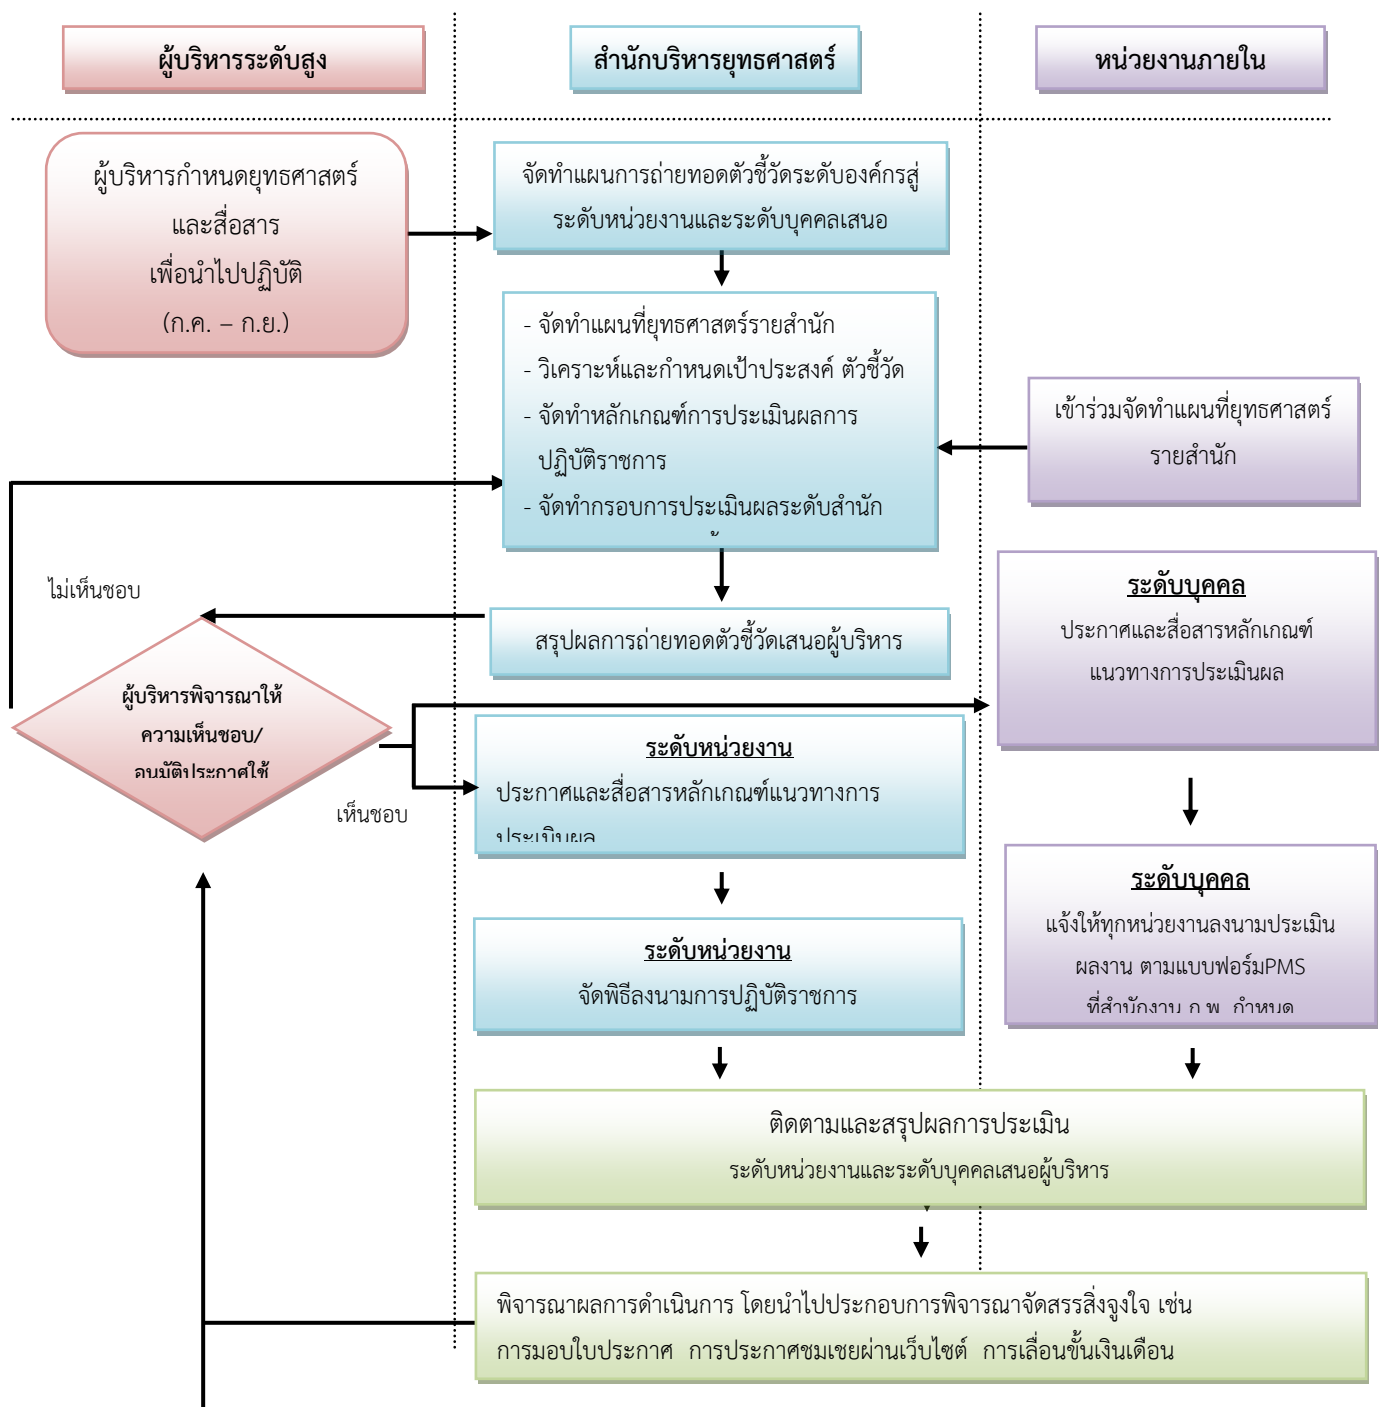 ผู้บริหารระดับสูง
สำนักบริหารยุทธศาสตร์
หน่วยงานภายใน
ผู้บริหารกำหนดยุทธศาสตร์
และสื่อสาร
เพื่อนำไปปฏิบัติ
(ก.ค. – ก.ย.)
จัดทำแผนการถ่ายทอดตัวชี้วัดระดับองค์กรสู่
ระดับหน่วยงานและระดับบุคคลเสนอ
- จัดทำแผนที่ยุทธศาสตร์รายสำนัก
- วิเคราะห์และกำหนดเป้าประสงค์ ตัวชี้วัด
- จัดทำหลักเกณฑ์การประเมินผลการ
ปฏิบัติราชการ
- จัดทำกรอบการประเมินผลระดับสำนัก
เข้าร่วมจัดทำแผนที่ยุทธศาสตร์
รายสำนัก
ไม่เห็นชอบ
สรุปผลการถ่ายทอดตัวชี้วัดเสนอผู้บริหาร
ผู้บริหารพิจารณาให้
ความเห็นชอบ/
อนุมัติประกาศใช้
เห็นชอบ
ระดับหน่วยงาน
ประกาศและสื่อสารหลักเกณฑ์แนวทางการ
ประเมินผล
ระดับบุคคล
ประกาศและสื่อสารหลักเกณฑ์
แนวทางการประเมินผล
ระดับหน่วยงาน
จัดพิธีลงนามการปฏิบัติราชการ
ระดับบุคคล
แจ้งให้ทุกหน่วยงานลงนามประเมิน
ผลงาน ตามแบบฟอร์มPMS
ที่สำนักงาน ก.พ. กำหนด
ติดตามและสรุปผลการประเมิน
ระดับหน่วยงานและระดับบุคคลเสนอผู้บริหาร
พิจารณาผลการดำเนินการ โดยนำไปประกอบการพิจารณาจัดสรรสิ่งจูงใจ เช่น
การมอบใบประกาศ การประกาศชมเชยผ่านเว็บไซต์ การเลื่อนขั้นเงินเดือน